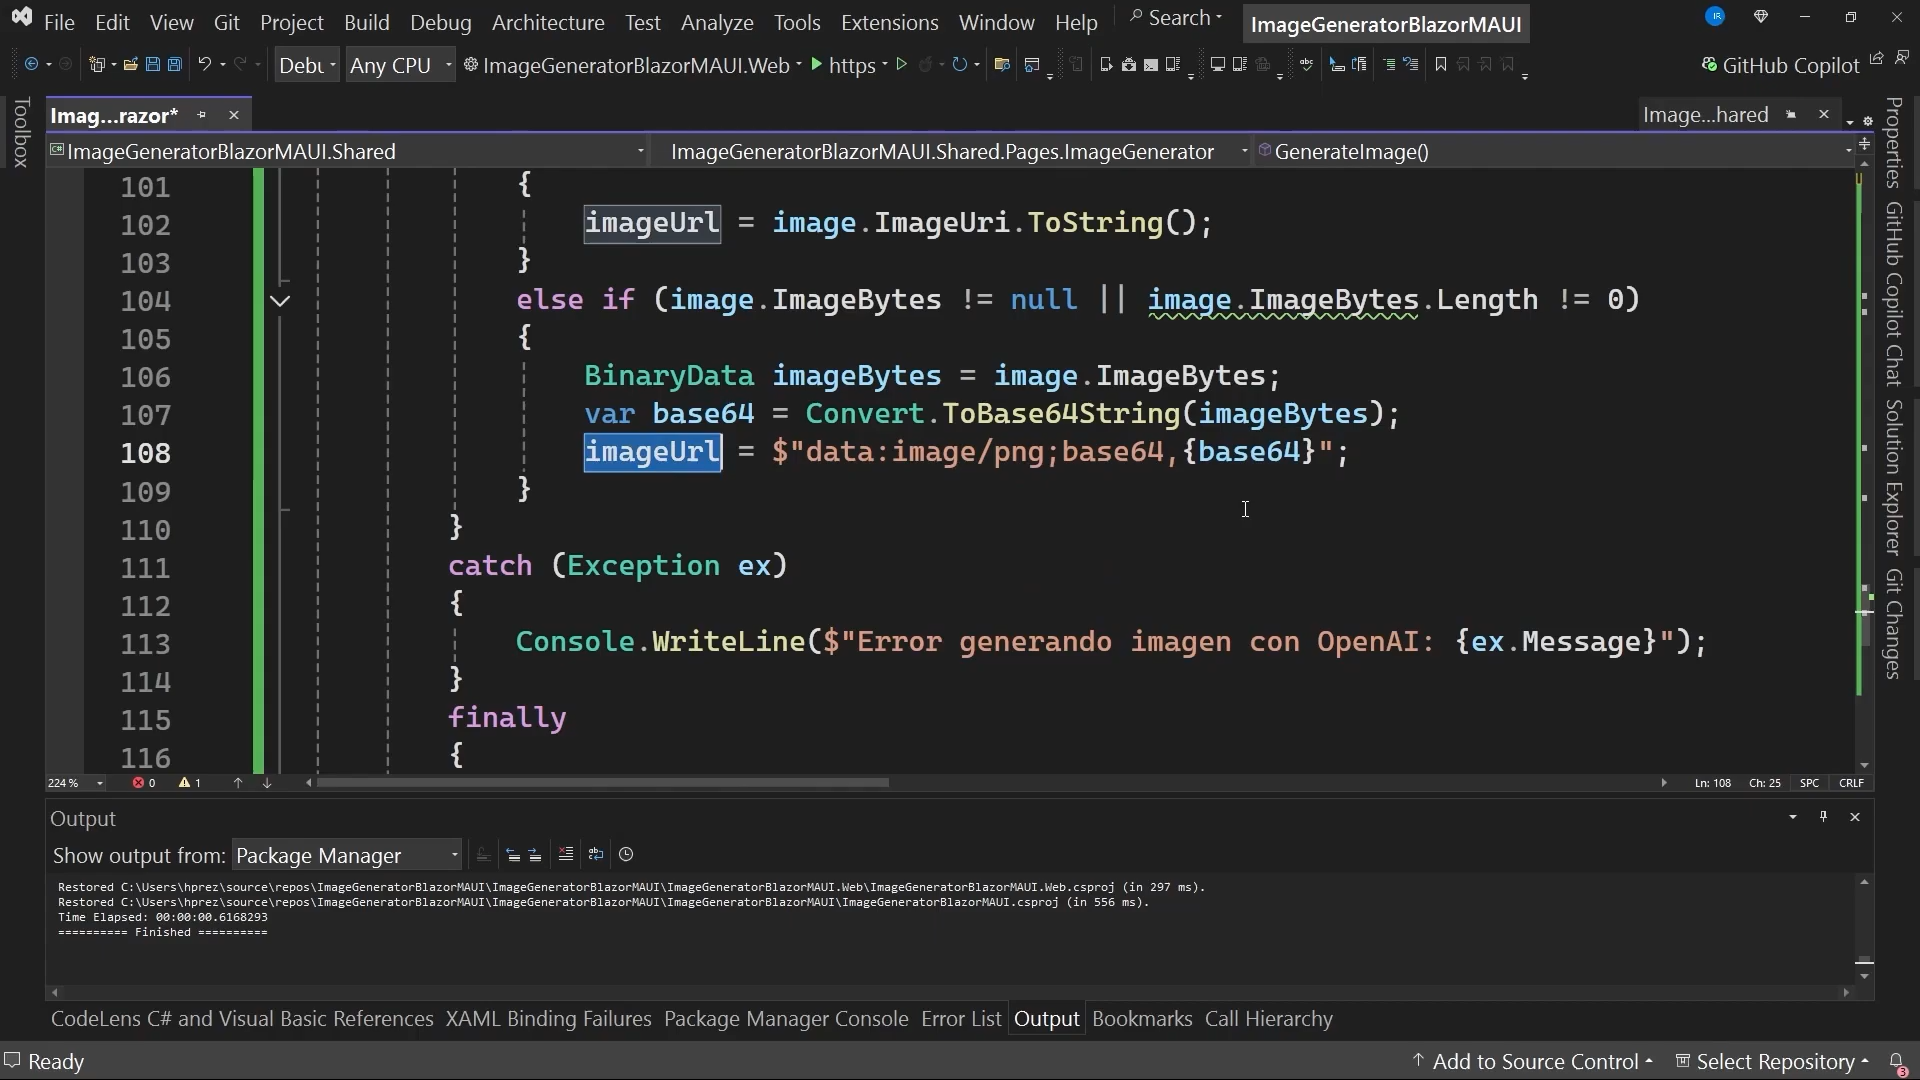 File Edit View Git Project Build Debug Architecture Test Analyze Tools Extensions Window Help Search ImageGeneratorBlazorMAUI IR
Debu Any CPU ImageGeneratorBlazorMAUI.Web https GitHub Copilot
Toolbox
Imag...razor*
Image...hared
ImageGeneratorBlazorMAUI.Shared ImageGeneratorBlazorMAUI.Shared.Pages.ImageGenerator GenerateImage()
101 {
102 imageUrl = image.ImageUri.ToString();
103 }
104 else if (image.ImageBytes != null || image.ImageBytes.Length != 0)
105 {
106 BinaryData imageBytes = image.ImageBytes;
107 var base64 = Convert.ToBase64String(imageBytes);
108 imageUrl = $"data:image/png;base64,{base64}";
109 }
110 }
111 catch (Exception ex)
112 {
113 Console.WriteLine($"Error generando imagen con OpenAI: {ex.Message}");
114 }
115 finally
116 {
Properties
GitHub Copilot Chat
Solution Explorer
Git Changes
224 % 0 1 Ln: 108 Ch: 25 SPC CRLF
Output
Show output from: Package Manager
Restored C:\Users\hprez\source\repos\ImageGeneratorBlazorMAUI\ImageGeneratorBlazorMAUI\ImageGeneratorBlazorMAUI.Web\ImageGeneratorBlazorMAUI.Web.csproj (in 297 ms).
Restored C:\Users\hprez\source\repos\ImageGeneratorBlazorMAUI\ImageGeneratorBlazorMAUI\ImageGeneratorBlazorMAUI\ImageGeneratorBlazorMAUI.csproj (in 556 ms).
Time Elapsed: 00:00:00.6168293
========== Finished ==========
CodeLens C# and Visual Basic References XAML Binding Failures Package Manager Console Error List Output Bookmarks Call Hierarchy
Ready Add to Source Control Select Repository 3